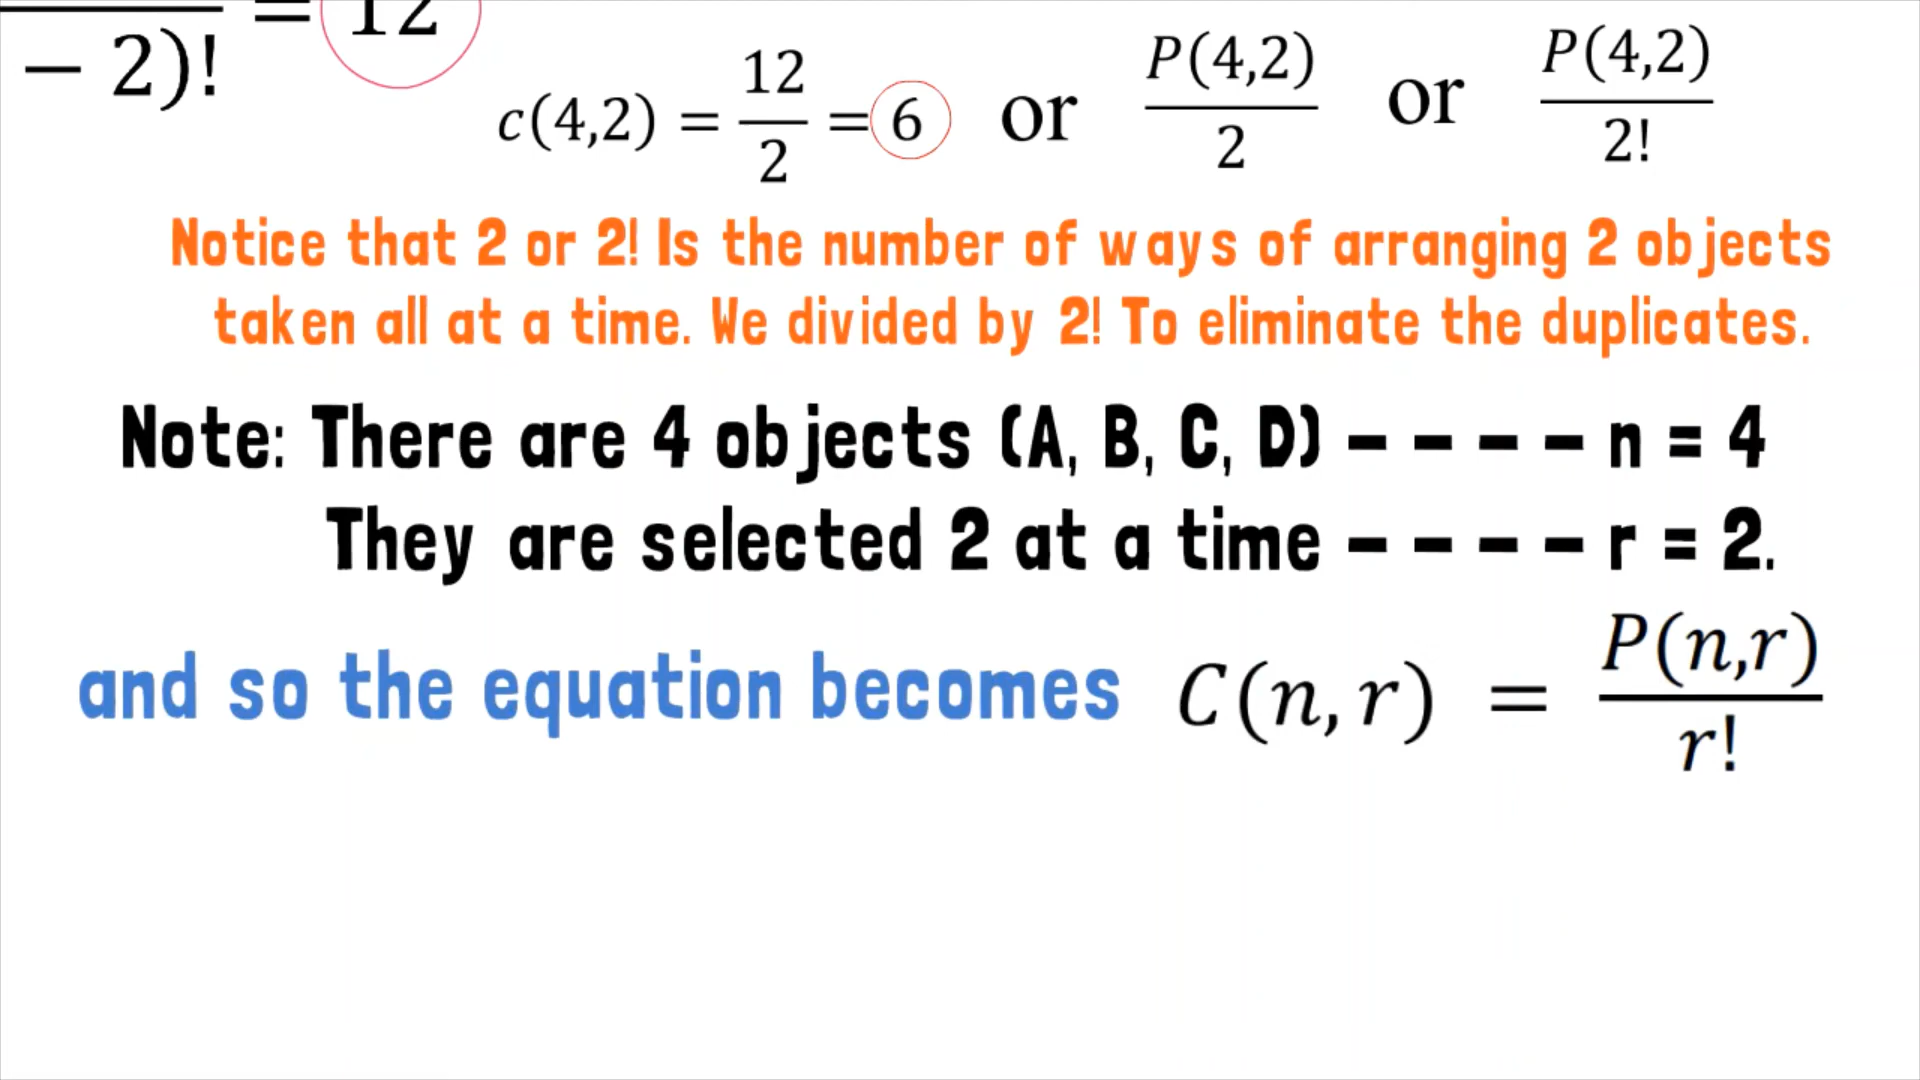 − 2)! = 12
c(4,2) = 12/2 = 6 or P(4,2)/2 or P(4,2)/2!
Notice that 2 or 2! Is the number of ways of arranging 2 objects
taken all at a time. We divided by 2! To eliminate the duplicates.
Note: There are 4 objects (A, B, C, D) – – – – n = 4
They are selected 2 at a time – – – – r = 2.
and so the equation becomes C(n, r) = P(n,r)/r!